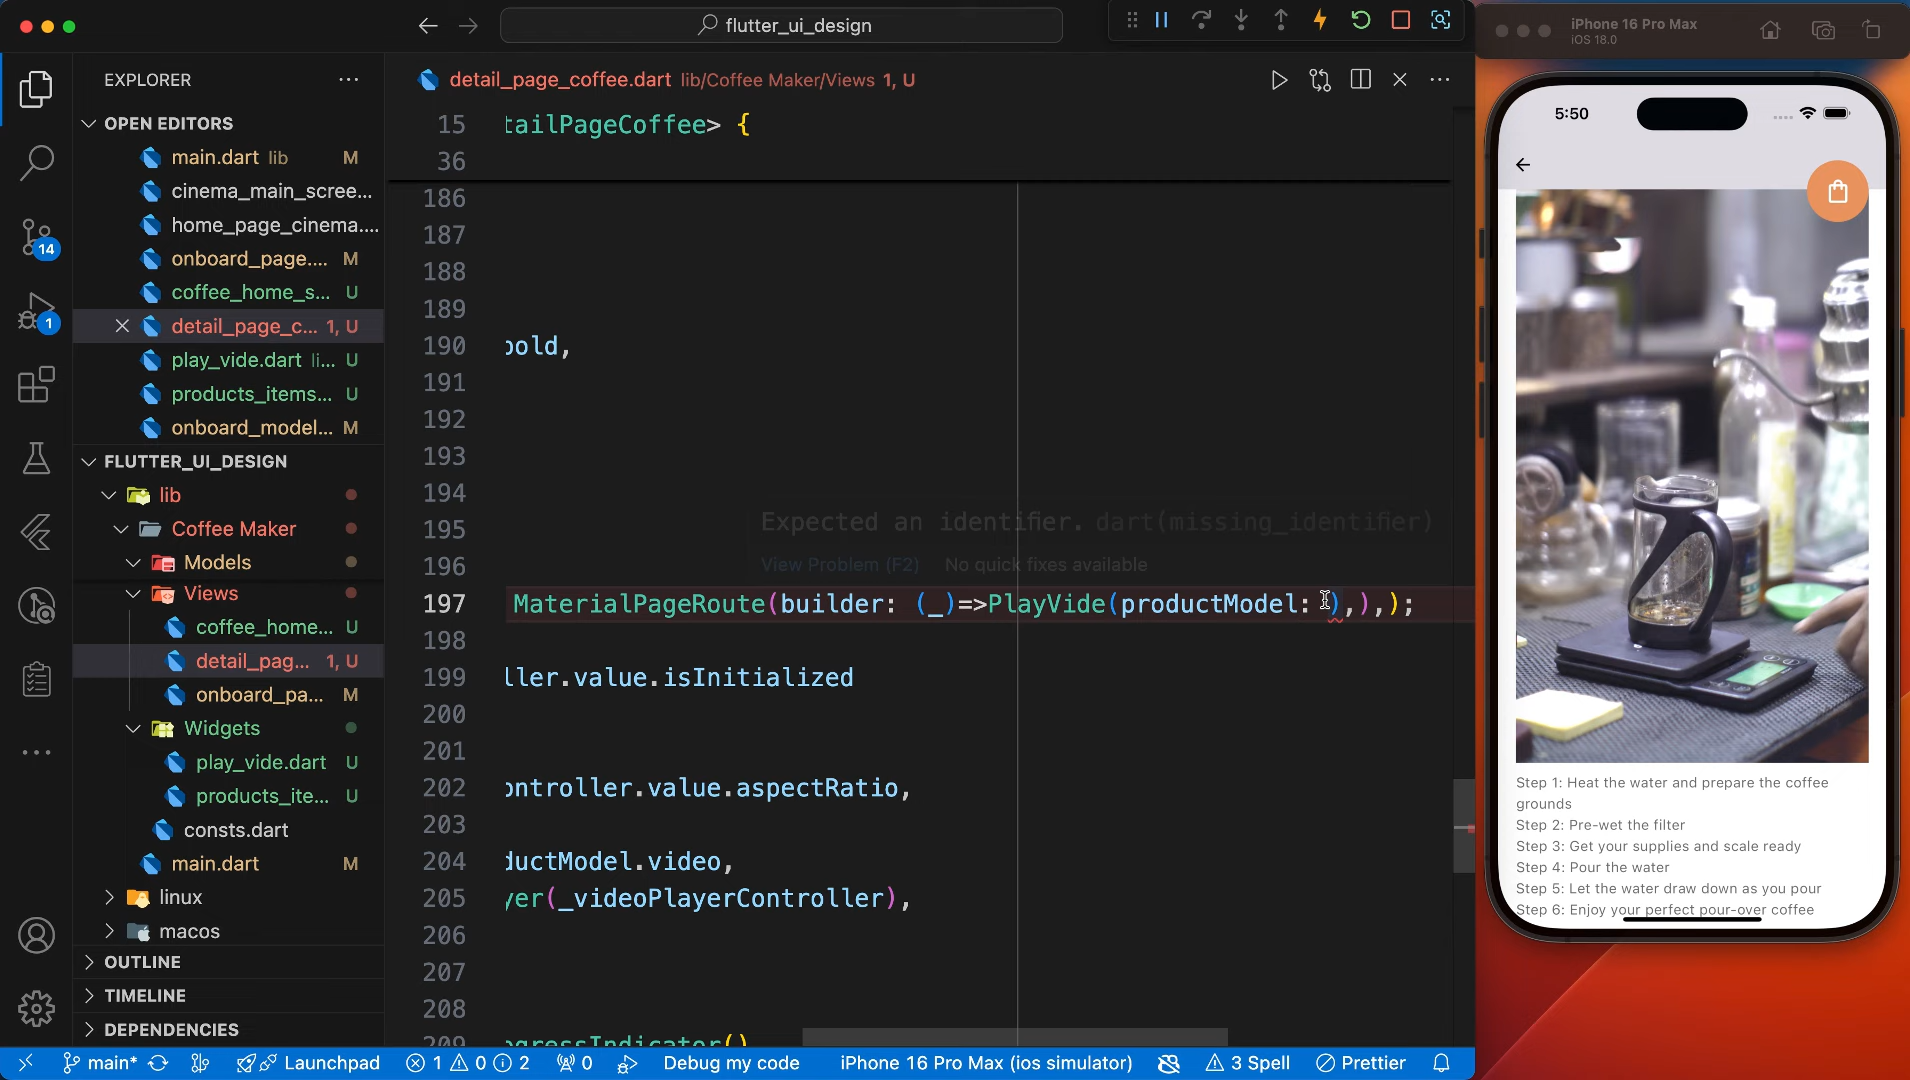 flutter_ui_design
EXPLORER
OPEN EDITORS
main.dart lib M
cinema_main_scree...
home_page_cinema....
onboard_page.... M
coffee_home_s... U
detail_page_c... 1, U
play_vide.dart li... U
products_items... U
onboard_model... M
FLUTTER_UI_DESIGN
lib
Coffee Maker
Models
Views
coffee_home... U
detail_pag... 1, U
onboard_pa... M
Widgets
play_vide.dart U
products_ite... U
consts.dart
main.dart M
linux
macos
OUTLINE
TIMELINE
DEPENDENCIES
14
1
detail_page_coffee.dart lib/Coffee Maker/Views 1, U
15 tailPageCoffee> {
36
186
187
188
189
190 bold,
191
192
193
194
195
196
Expected an identifier. dart(missing_identifier)
View Problem (F2) No quick fixes available
197 MaterialPageRoute(builder: (_)=>PlayVide(productModel: ),),);
198
199 ller.value.isInitialized
200
201
202 ontroller.value.aspectRatio,
203
204 ductModel.video,
205 yer(_videoPlayerController),
206
207
208
209 ogressIndicator()
main* Launchpad 1 0 2 0 Debug my code iPhone 16 Pro Max (ios simulator) 3 Spell Prettier
iPhone 16 Pro Max
iOS 18.0
5:50
Step 1: Heat the water and prepare the coffee
grounds
Step 2: Pre-wet the filter
Step 3: Get your supplies and scale ready
Step 4: Pour the water
Step 5: Let the water draw down as you pour
Step 6: Enjoy your perfect pour-over coffee